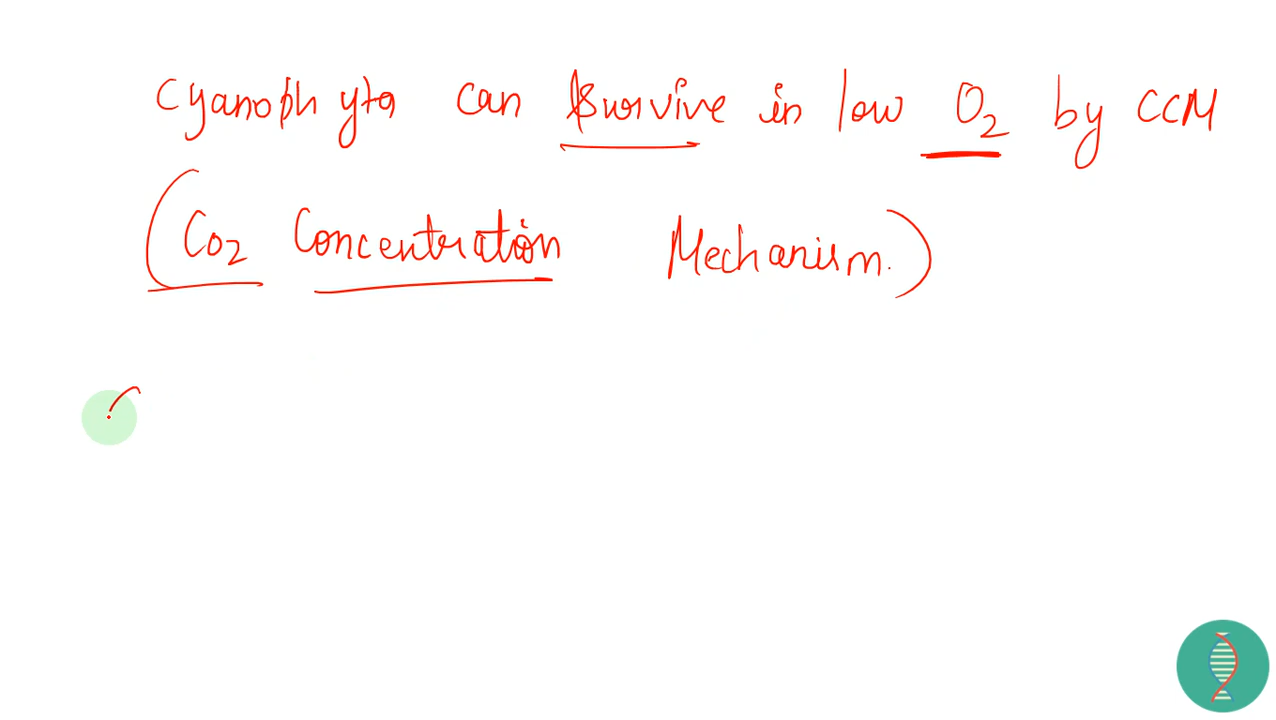 Cyanophyta can survive in low O2 by CCM
(Co2 Concentration Mechanism.)